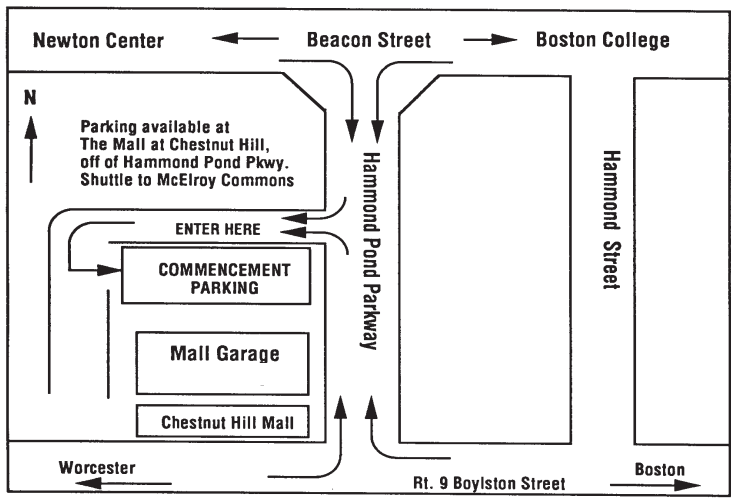 Newton Center
Beacon Street
Boston College
N
Parking available at
The Mall at Chestnut Hill,
off of Hammond Pond Pkwy.
Shuttle to McElroy Commons
ENTER HERE
COMMENCEMENT
PARKING
Mall Garage
Chestnut Hill Mall
Hammond Pond Parkway
Hammond Street
Worcester
Rt. 9 Boylston Street
Boston